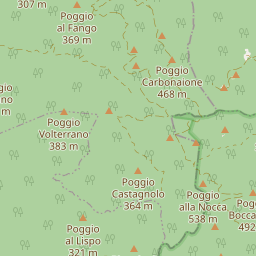 307 m
Poggio
al Fango
369 m
Poggio
Carbonaione
468 m
no
m
Poggio
Volterrano
383 m
Poggio
Castagnolo
364 m
Poggio
alla Nocca
538 m
Poggio
Bocca
492
Poggio
al Lispo
321 m